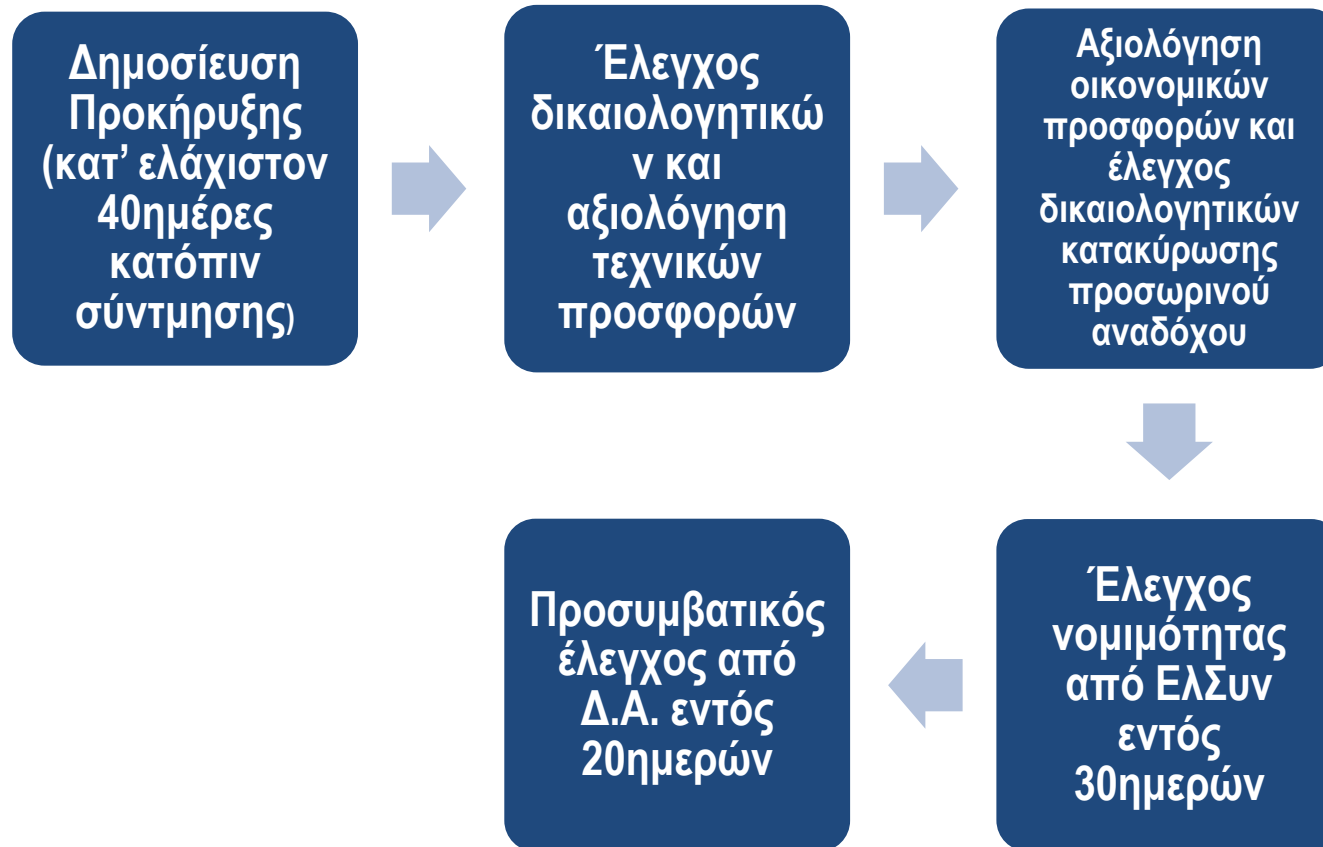 Δημοσίευση
Προκήρυξης
(κατ’ ελάχιστον
40ημέρες
κατόπιν
σύντμησης)
Έλεγχος
δικαιολογητικώ
ν και
αξιολόγηση
τεχνικών
προσφορών
Αξιολόγηση
οικονομικών
προσφορών και
έλεγχος
δικαιολογητικών
κατακύρωσης
προσωρινού
αναδόχου
Έλεγχος
νομιμότητας
από ΕλΣυν
εντός
30ημερών
Προσυμβατικός
έλεγχος από
Δ.Α. εντός
20ημερών